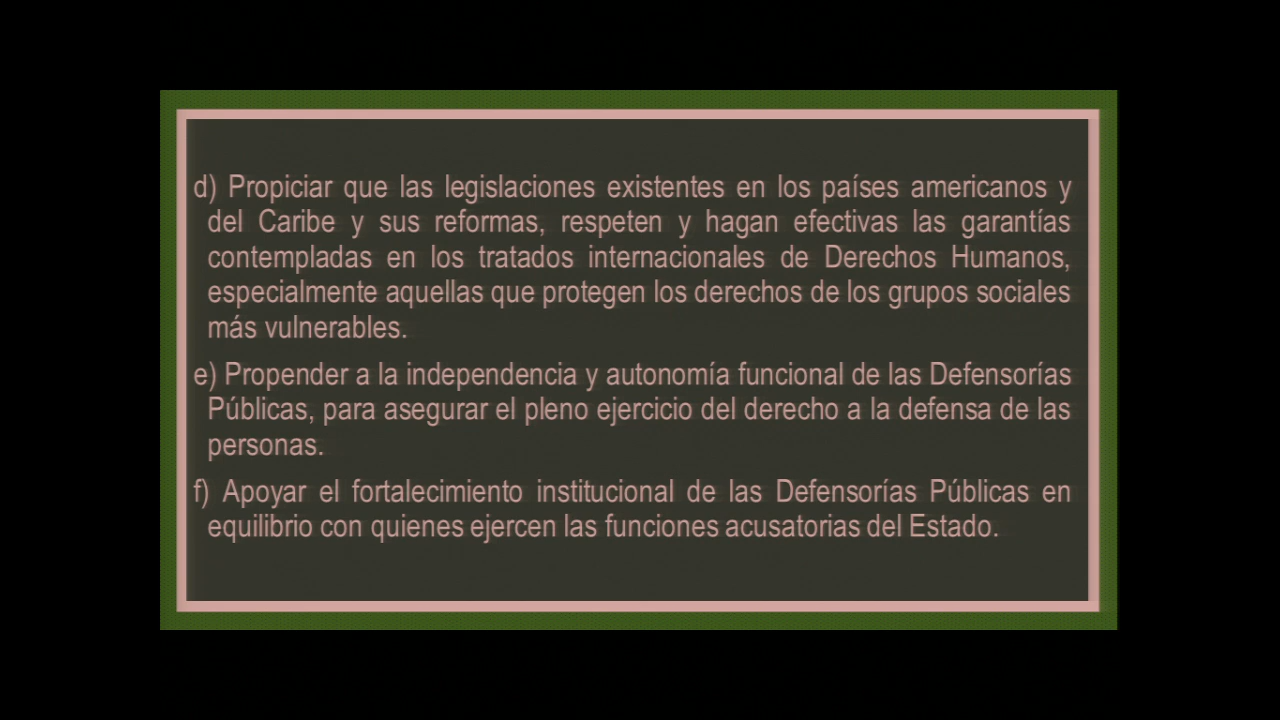 d) Propiciar que las legislaciones existentes en los países americanos y
del Caribe y sus reformas, respeten y hagan efectivas las garantías
contempladas en los tratados internacionales de Derechos Humanos,
especialmente aquellas que protegen los derechos de los grupos sociales
más vulnerables.
e) Propender a la independencia y autonomía funcional de las Defensorías
Públicas, para asegurar el pleno ejercicio del derecho a la defensa de las
personas.
f) Apoyar el fortalecimiento institucional de las Defensorías Públicas en
equilibrio con quienes ejercen las funciones acusatorias del Estado.